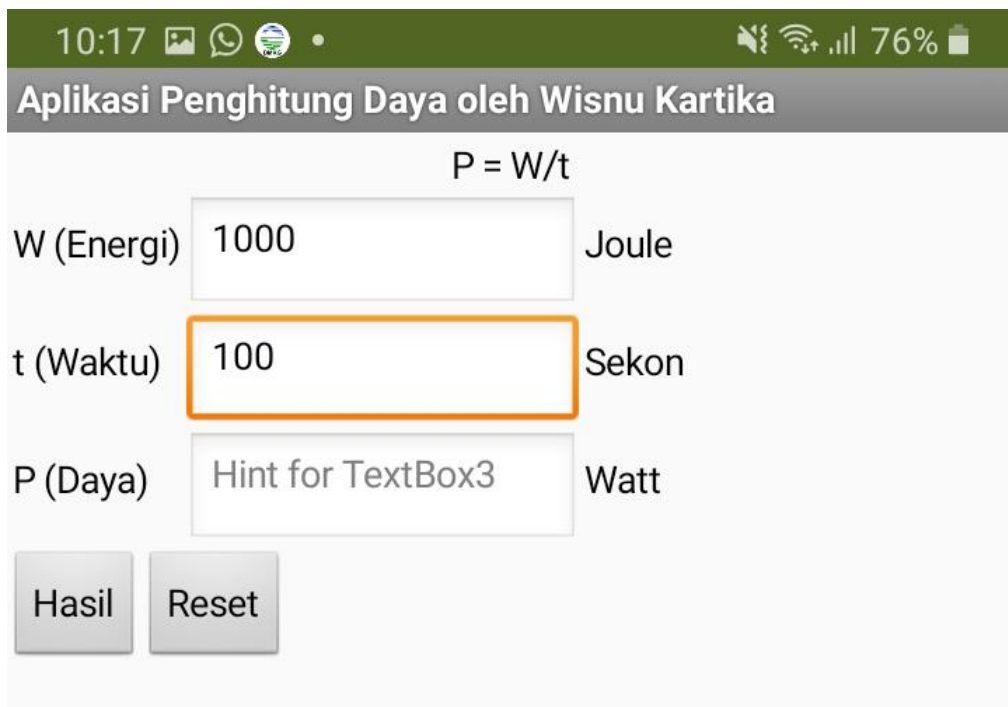 10:17 76%
Aplikasi Penghitung Daya oleh Wisnu Kartika
P = W/t
W (Energi) 1000 Joule
t (Waktu) 100 Sekon
P (Daya) Hint for TextBox3 Watt
Hasil Reset